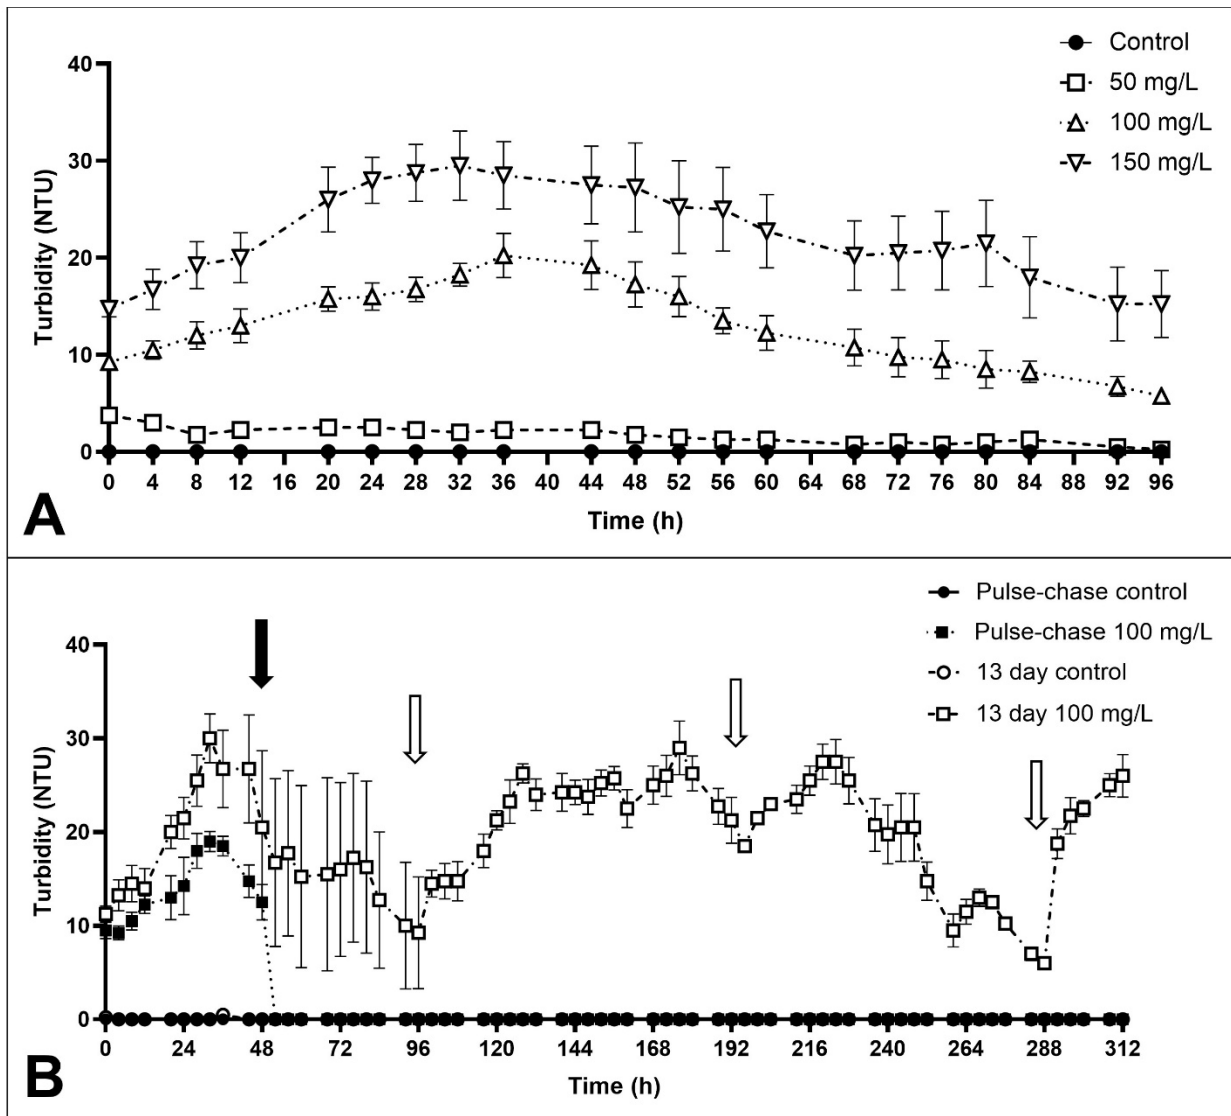 Control
50 mg/L
100 mg/L
150 mg/L
40
30
20
10
0
Turbidity (NTU)
0 4 8 12 16 20 24 28 32 36 40 44 48 52 56 60 64 68 72 76 80 84 88 92 96
Time (h)
A
Pulse-chase control
Pulse-chase 100 mg/L
13 day control
13 day 100 mg/L
40
30
20
10
0
Turbidity (NTU)
0 24 48 72 96 120 144 168 192 216 240 264 288 312
Time (h)
B